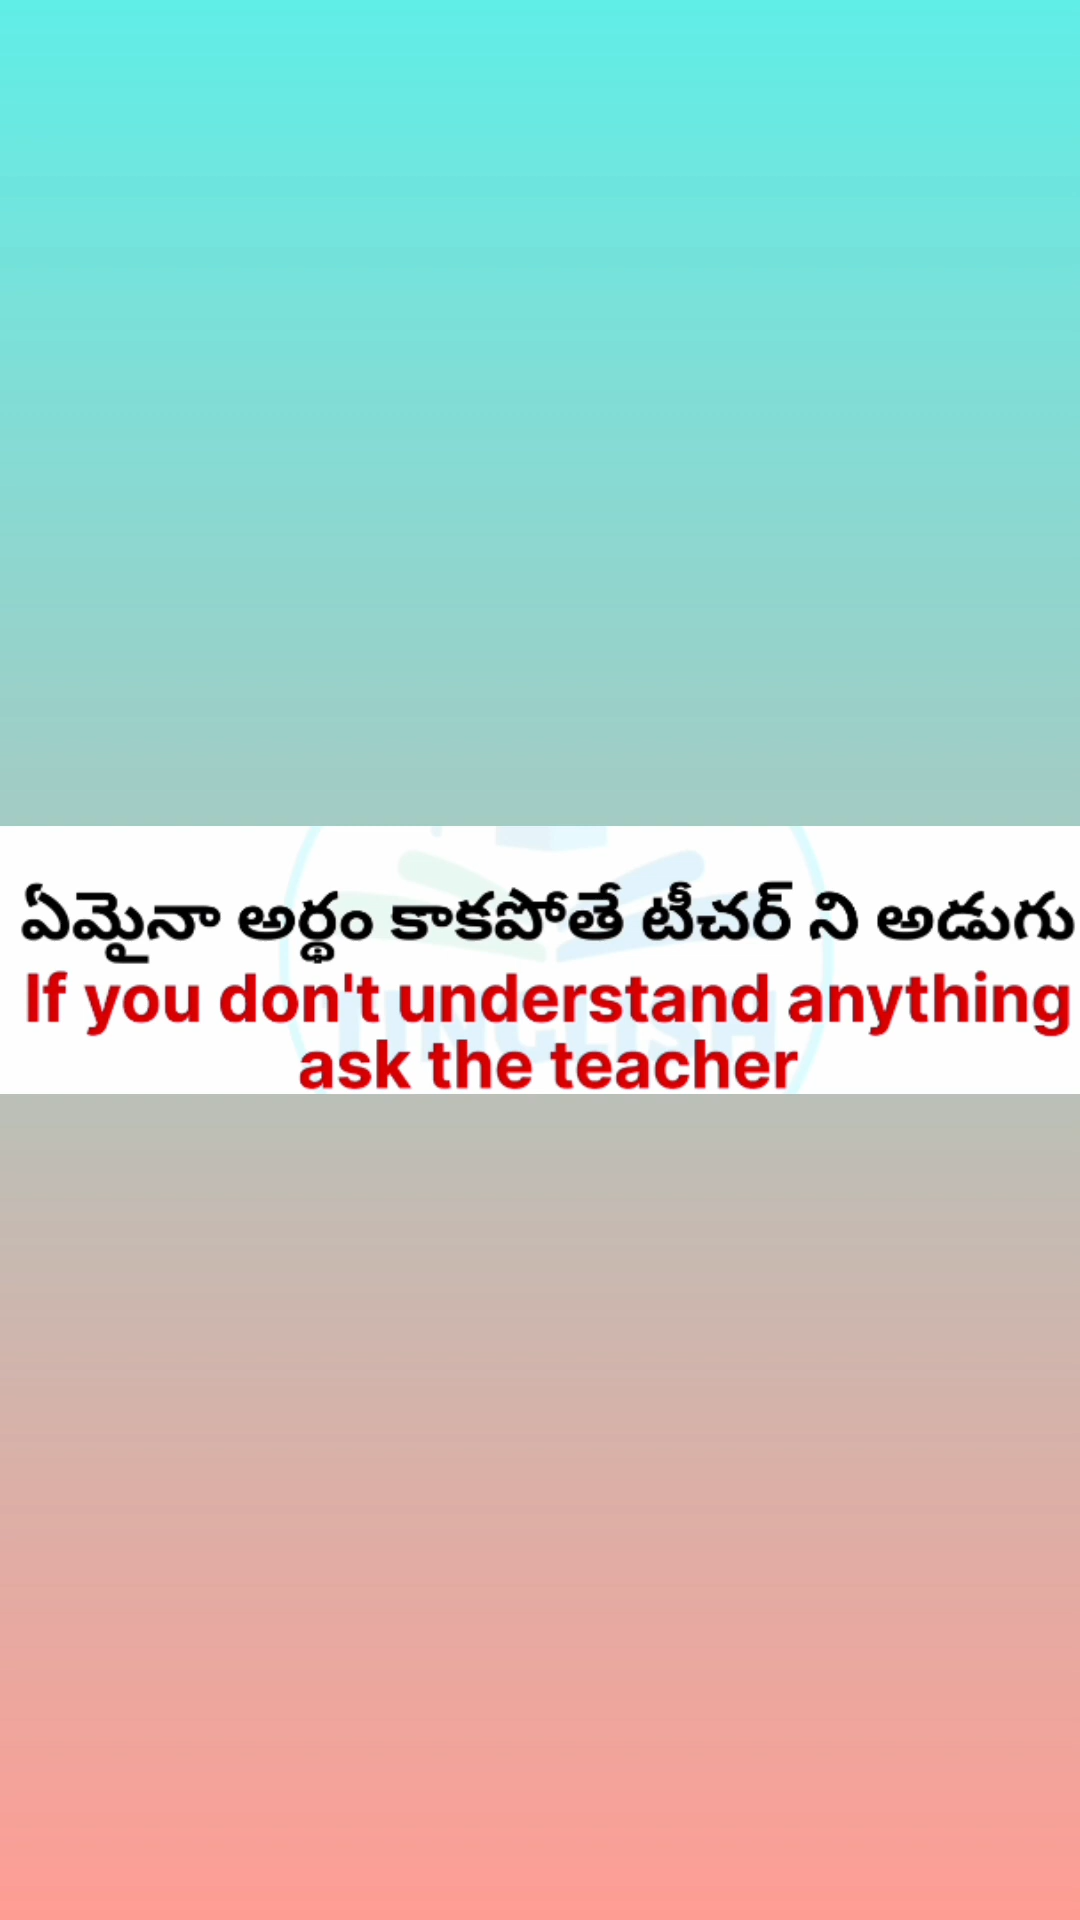 ఏమైనా అర్థం కాకపోతే టీచర్ ని అడుగు
If you don't understand anything
ask the teacher